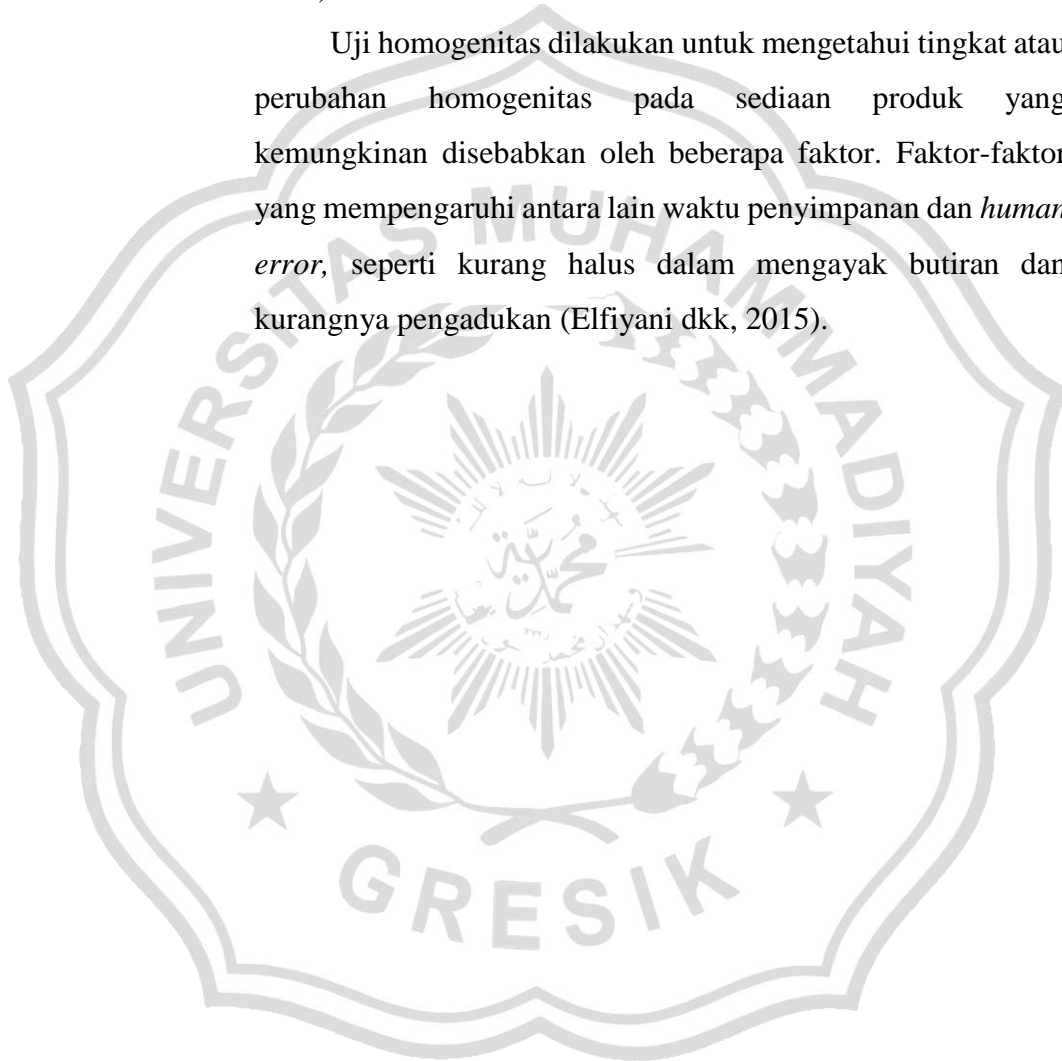 Uji homogenitas dilakukan untuk mengetahui tingkat atau
perubahan homogenitas pada sediaan produk yang
kemungkinan disebabkan oleh beberapa faktor. Faktor-faktor
yang mempengaruhi antara lain waktu penyimpanan dan human
error, seperti kurang halus dalam mengayak butiran dan
kurangnya pengadukan (Elfiyani dkk, 2015).
UNIVERSITAS MUHAMMADIYAH
محمدية
GRESIK